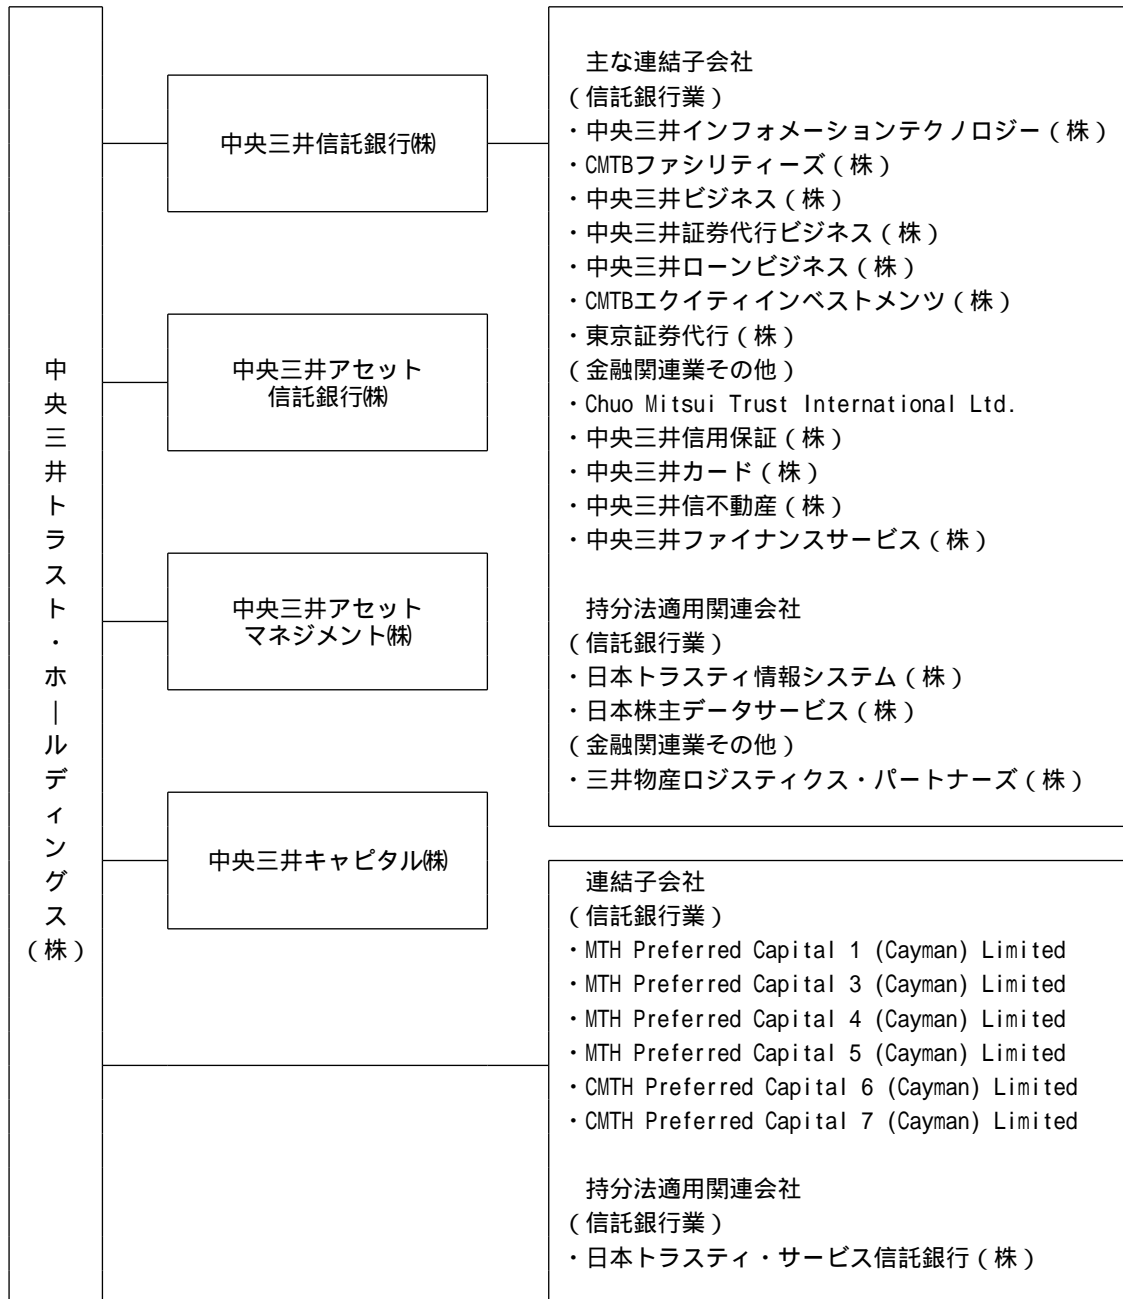 中央三井トラスト・ホールディングス(株)
中央三井信託銀行㈱
中央三井アセット
信託銀行㈱
中央三井アセット
マネジメント㈱
中央三井キャピタル㈱
主な連結子会社
(信託銀行業)
・中央三井インフォメーションテクノロジー(株)
・CMTBファシリティーズ(株)
・中央三井ビジネス(株)
・中央三井証券代行ビジネス(株)
・中央三井ローンビジネス(株)
・CMTBエクイティインベストメンツ(株)
・東京証券代行(株)
(金融関連業その他)
・Chuo Mitsui Trust International Ltd.
・中央三井信用保証(株)
・中央三井カード(株)
・中央三井信不動産(株)
・中央三井ファイナンスサービス(株)
持分法適用関連会社
(信託銀行業)
・日本トラスティ情報システム(株)
・日本株主データサービス(株)
(金融関連業その他)
・三井物産ロジスティクス・パートナーズ(株)
連結子会社
(信託銀行業)
・MTH Preferred Capital 1 (Cayman) Limited
・MTH Preferred Capital 3 (Cayman) Limited
・MTH Preferred Capital 4 (Cayman) Limited
・MTH Preferred Capital 5 (Cayman) Limited
・CMTH Preferred Capital 6 (Cayman) Limited
・CMTH Preferred Capital 7 (Cayman) Limited
持分法適用関連会社
(信託銀行業)
・日本トラスティ・サービス信託銀行(株)